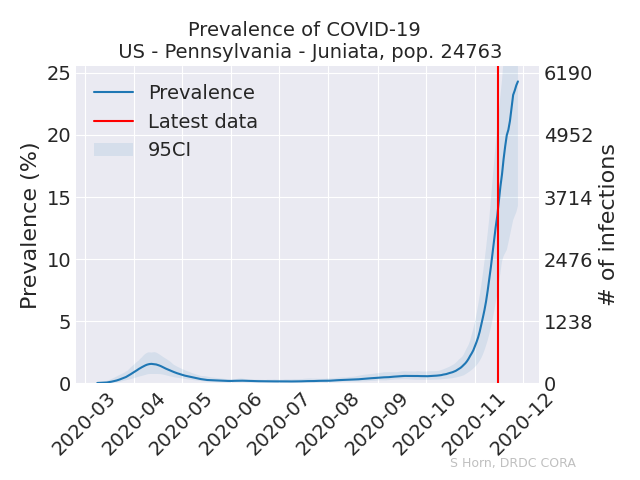 Prevalence of COVID-19
US - Pennsylvania - Juniata, pop. 24763
Prevalence
Latest data
95CI
Prevalence (%)
25
20
15
10
5
0
# of infections
6190
4952
3714
2476
1238
0
2020-03
2020-04
2020-05
2020-06
2020-07
2020-08
2020-09
2020-10
2020-11
2020-12
S Horn, DRDC CORA